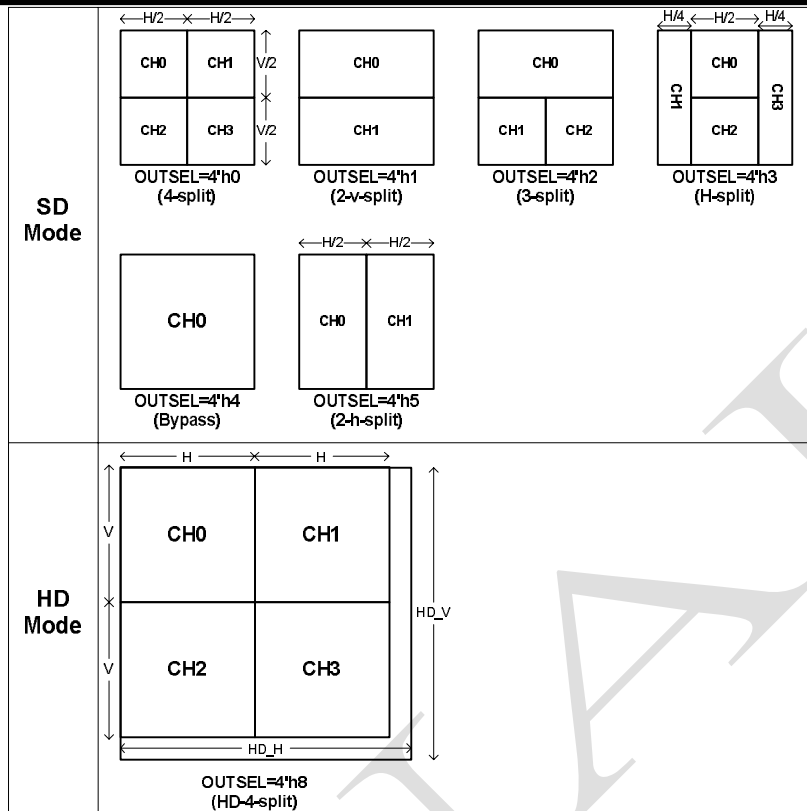 SD
Mode
H/2 H/2
CH0 CH1
V/2
CH2 CH3
V/2
OUTSEL=4'h0
(4-split)
CH0
CH1
OUTSEL=4'h1
(2-v-split)
CH0
CH1 CH2
OUTSEL=4'h2
(3-split)
H/4 H/2 H/4
CH1
CH0
CH2
CH3
OUTSEL=4'h3
(H-split)
CH0
OUTSEL=4'h4
(Bypass)
H/2 H/2
CH0 CH1
OUTSEL=4'h5
(2-h-split)
HD
Mode
H H
V
CH0 CH1
V
CH2 CH3
HD_V
HD_H
OUTSEL=4'h8
(HD-4-split)